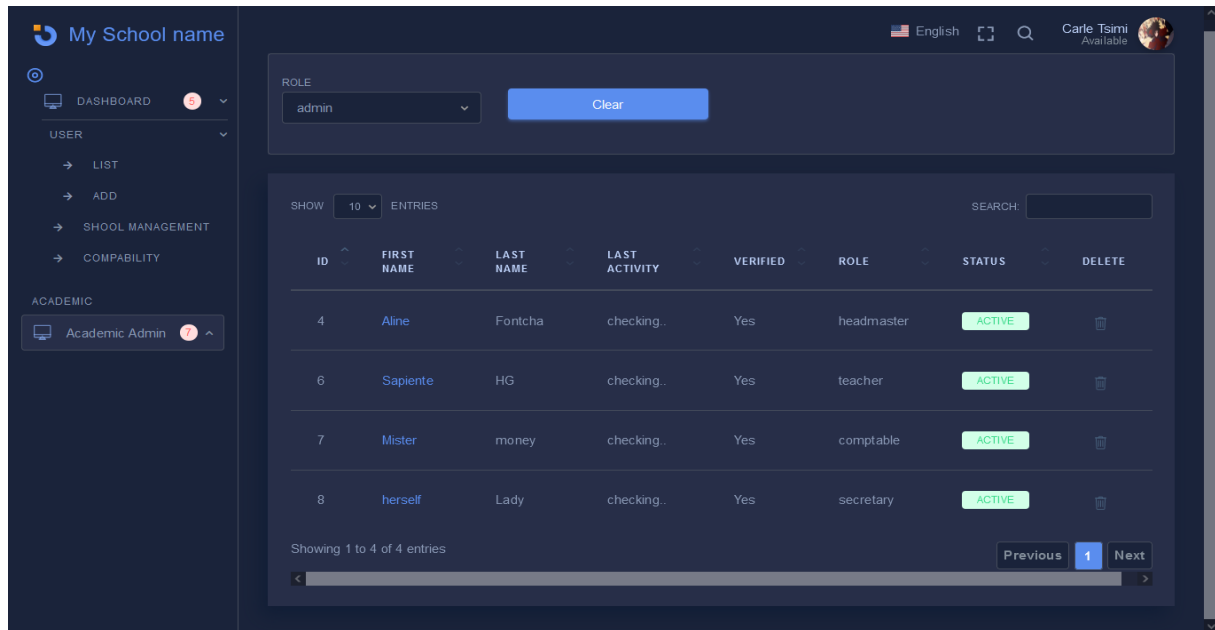 My School name
English
Carle Tsimi
Available
DASHBOARD 5
USER
LIST
ADD
SHOOL MANAGEMENT
COMPABILITY
ACADEMIC
Academic Admin 7
ROLE
admin Clear
SHOW 10 ENTRIES SEARCH:
ID FIRST NAME LAST NAME LAST ACTIVITY VERIFIED ROLE STATUS DELETE
4 Aline Fontcha checking.. Yes headmaster ACTIVE
6 Sapiente HG checking.. Yes teacher ACTIVE
7 Mister money checking.. Yes comptable ACTIVE
8 herself Lady checking.. Yes secretary ACTIVE
Showing 1 to 4 of 4 entries
Previous 1 Next